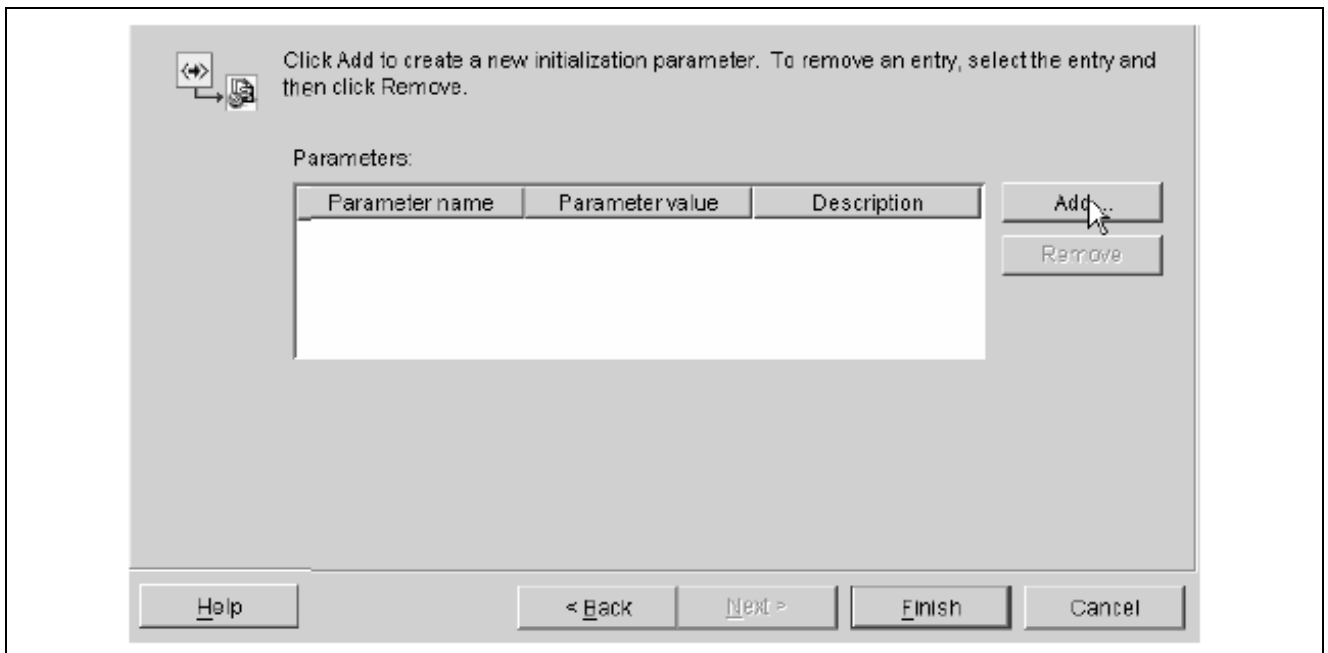 Click Add to create a new initialization parameter. To remove an entry, select the entry and
then click Remove.
Parameters:
Parameter name Parameter value Description
Add...
Remove
Help < Back Next > Finish Cancel